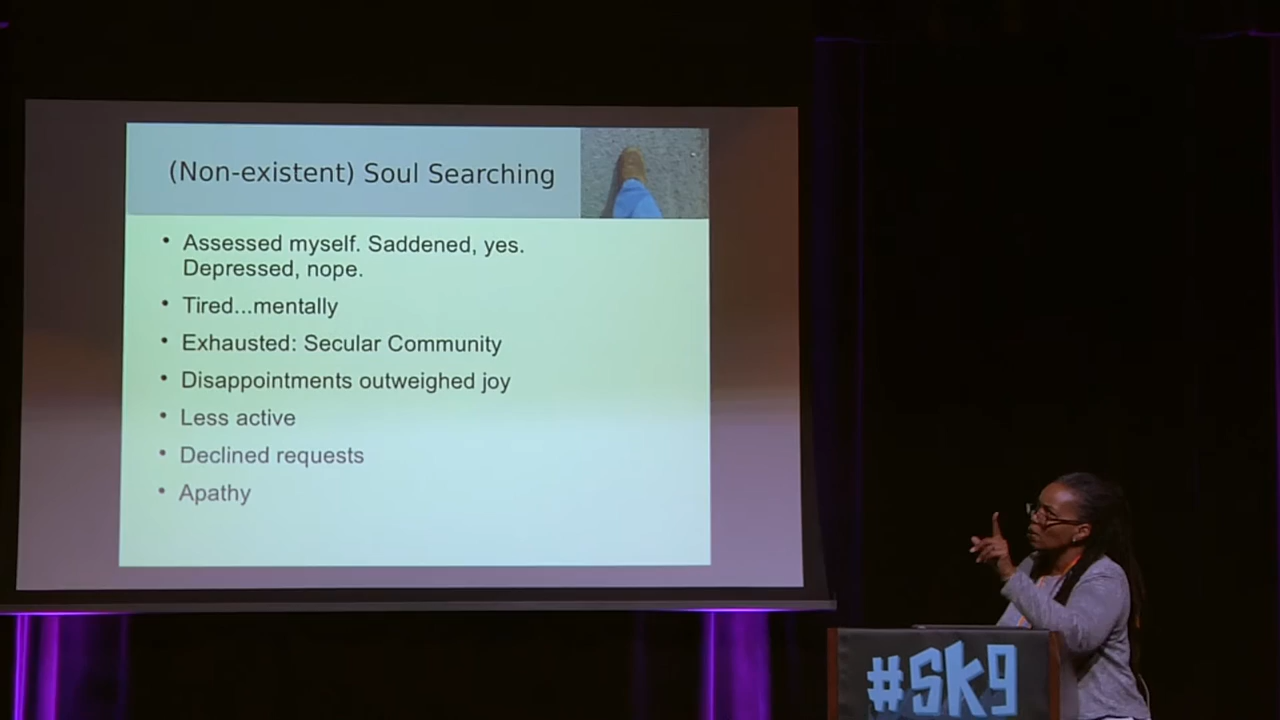 (Non-existent) Soul Searching
• Assessed myself. Saddened, yes.
Depressed, nope.
• Tired...mentally
• Exhausted: Secular Community
• Disappointments outweighed joy
• Less active
• Declined requests
• Apathy
#SK9